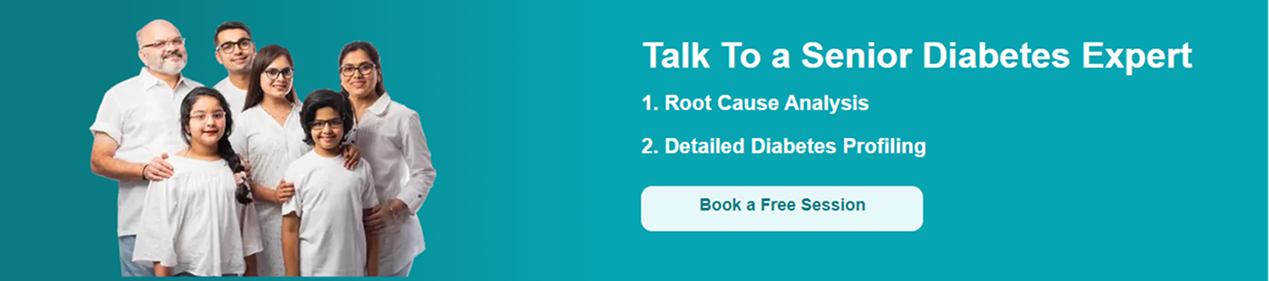 Talk To a Senior Diabetes Expert
1. Root Cause Analysis
2. Detailed Diabetes Profiling
Book a Free Session